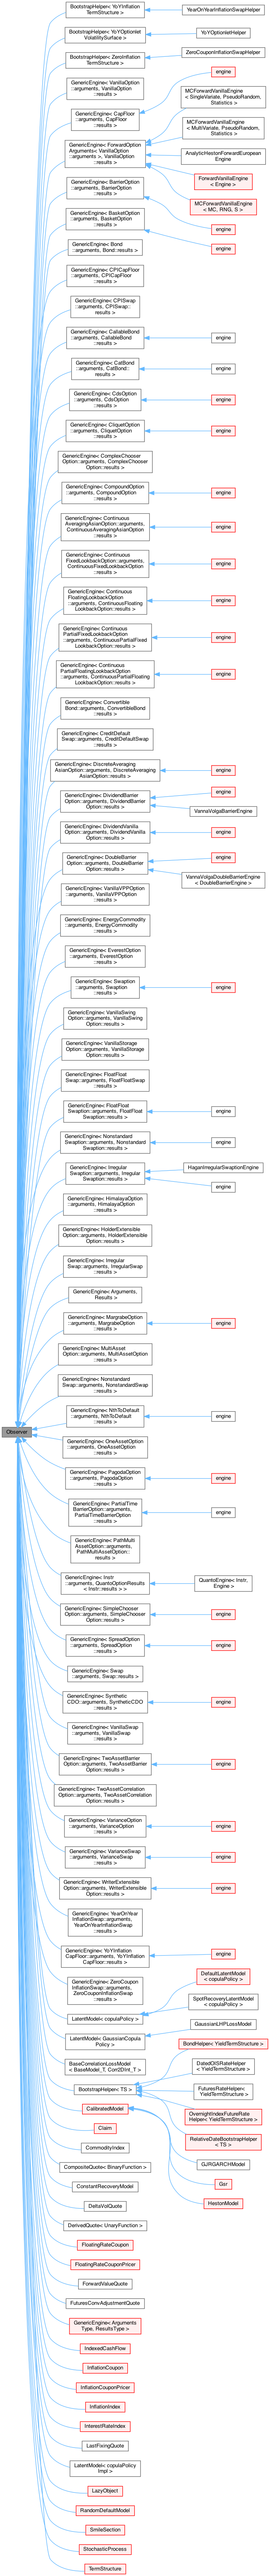 BootstrapHelper< YoYInflation
TermStructure >
YearOnYearInflationSwapHelper
BootstrapHelper< YoYOptionlet
VolatilitySurface >
YoYOptionletHelper
BootstrapHelper< ZeroInflation
TermStructure >
ZeroCouponInflationSwapHelper
GenericEngine< VanillaOption
::arguments, VanillaOption
::results >
engine
GenericEngine< CapFloor
::arguments, CapFloor
::results >
MCForwardVanillaEngine
< SingleVariate, PseudoRandom,
Statistics >
MCForwardVanillaEngine
< MultiVariate, PseudoRandom,
Statistics >
GenericEngine< ForwardOption
Arguments< VanillaOption
::arguments >, VanillaOption
::results >
AnalyticHestonForwardEuropean
Engine
GenericEngine< BarrierOption
::arguments, BarrierOption
::results >
ForwardVanillaEngine
< Engine >
MCForwardVanillaEngine
< MC, RNG, S >
GenericEngine< BasketOption
::arguments, BasketOption
::results >
engine
GenericEngine< Bond
::arguments, Bond::results >
engine
GenericEngine< CPICapFloor
::arguments, CPICapFloor
::results >
GenericEngine< CPISwap
::arguments, CPISwap::
results >
GenericEngine< CallableBond
::arguments, CallableBond
::results >
engine
GenericEngine< CatBond
::arguments, CatBond::
results >
engine
GenericEngine< CdsOption
::arguments, CdsOption
::results >
engine
GenericEngine< CliquetOption
::arguments, CliquetOption
::results >
engine
GenericEngine< ComplexChooser
Option::arguments, ComplexChooser
Option::results >
GenericEngine< CompoundOption
::arguments, CompoundOption
::results >
engine
GenericEngine< Continuous
AveragingAsianOption::arguments,
ContinuousAveragingAsianOption
::results >
engine
GenericEngine< Continuous
FixedLookbackOption::arguments,
ContinuousFixedLookbackOption
::results >
engine
GenericEngine< Continuous
FloatingLookbackOption::
arguments, ContinuousFloating
LookbackOption::results >
engine
GenericEngine< Continuous
PartialFixedLookbackOption
::arguments, ContinuousPartialFixed
LookbackOption::results >
engine
GenericEngine< Continuous
PartialFloatingLookbackOption
::arguments, ContinuousPartialFloating
LookbackOption::results >
engine
GenericEngine< Convertible
Bond::arguments, ConvertibleBond
::results >
GenericEngine< CreditDefault
Swap::arguments, CreditDefaultSwap
::results >
GenericEngine< DiscreteAveraging
AsianOption::arguments, DiscreteAveraging
AsianOption::results >
engine
GenericEngine< DividendBarrier
Option::arguments, DividendBarrier
Option::results >
engine
VannaVolgaBarrierEngine
GenericEngine< DividendVanilla
Option::arguments, DividendVanilla
Option::results >
engine
GenericEngine< DoubleBarrier
Option::arguments, DoubleBarrier
Option::results >
engine
VannaVolgaDoubleBarrierEngine
< DoubleBarrierEngine >
GenericEngine< VanillaVPPOption
::arguments, VanillaVPPOption
::results >
GenericEngine< EnergyCommodity
::arguments, EnergyCommodity
::results >
GenericEngine< EverestOption
::arguments, EverestOption
::results >
GenericEngine< Swaption
::arguments, Swaption
::results >
engine
GenericEngine< VanillaSwing
Option::arguments, VanillaSwing
Option::results >
GenericEngine< VanillaStorage
Option::arguments, VanillaStorage
Option::results >
GenericEngine< FloatFloat
Swap::arguments, FloatFloatSwap
::results >
GenericEngine< FloatFloat
Swaption::arguments, FloatFloat
Swaption::results >
engine
GenericEngine< Nonstandard
Swaption::arguments, Nonstandard
Swaption::results >
engine
GenericEngine< Irregular
Swaption::arguments, Irregular
Swaption::results >
HaganIrregularSwaptionEngine
engine
GenericEngine< HimalayaOption
::arguments, HimalayaOption
::results >
GenericEngine< HolderExtensible
Option::arguments, HolderExtensible
Option::results >
GenericEngine< Irregular
Swap::arguments, IrregularSwap
::results >
GenericEngine< Arguments,
Results >
GenericEngine< MargrabeOption
::arguments, MargrabeOption
::results >
engine
GenericEngine< MultiAsset
Option::arguments, MultiAssetOption
::results >
GenericEngine< Nonstandard
Swap::arguments, NonstandardSwap
::results >
GenericEngine< NthToDefault
::arguments, NthToDefault
::results >
engine
Observer
GenericEngine< OneAssetOption
::arguments, OneAssetOption
::results >
GenericEngine< PagodaOption
::arguments, PagodaOption
::results >
engine
GenericEngine< PartialTime
BarrierOption::arguments,
PartialTimeBarrierOption
::results >
engine
GenericEngine< PathMulti
AssetOption::arguments,
PathMultiAssetOption::
results >
GenericEngine< Instr
::arguments, QuantoOptionResults
< Instr::results > >
QuantoEngine< Instr,
Engine >
GenericEngine< SimpleChooser
Option::arguments, SimpleChooser
Option::results >
engine
GenericEngine< SpreadOption
::arguments, SpreadOption
::results >
engine
GenericEngine< Swap
::arguments, Swap::results >
GenericEngine< Synthetic
CDO::arguments, SyntheticCDO
::results >
engine
GenericEngine< VanillaSwap
::arguments, VanillaSwap
::results >
GenericEngine< TwoAssetBarrier
Option::arguments, TwoAssetBarrier
Option::results >
engine
GenericEngine< TwoAssetCorrelation
Option::arguments, TwoAssetCorrelation
Option::results >
GenericEngine< VarianceOption
::arguments, VarianceOption
::results >
engine
GenericEngine< VarianceSwap
::arguments, VarianceSwap
::results >
engine
GenericEngine< WriterExtensible
Option::arguments, WriterExtensible
Option::results >
engine
GenericEngine< YearOnYear
InflationSwap::arguments,
YearOnYearInflationSwap
::results >
GenericEngine< YoYInflation
CapFloor::arguments, YoYInflation
CapFloor::results >
engine
GenericEngine< ZeroCoupon
InflationSwap::arguments,
ZeroCouponInflationSwap
::results >
DefaultLatentModel
< copulaPolicy >
LatentModel< copulaPolicy >
SpotRecoveryLatentModel
< copulaPolicy >
LatentModel< GaussianCopula
Policy >
GaussianLHPLossModel
BaseCorrelationLossModel
< BaseModel_T, Corr2DInt_T >
BondHelper< YieldTermStructure >
DatedOISRateHelper
< YieldTermStructure >
BootstrapHelper< TS >
FuturesRateHelper<
YieldTermStructure >
CalibratedModel
OvernightIndexFutureRate
Helper< YieldTermStructure >
Claim
RelativeDateBootstrapHelper
< TS >
CommodityIndex
GJRGARCHModel
CompositeQuote< BinaryFunction >
Gsr
ConstantRecoveryModel
HestonModel
DeltaVolQuote
DerivedQuote< UnaryFunction >
FloatingRateCoupon
FloatingRateCouponPricer
ForwardValueQuote
FuturesConvAdjustmentQuote
GenericEngine< Arguments
Type, ResultsType >
IndexedCashFlow
InflationCoupon
InflationCouponPricer
InflationIndex
InterestRateIndex
LastFixingQuote
LatentModel< copulaPolicy
Impl >
LazyObject
RandomDefaultModel
SmileSection
StochasticProcess
TermStructure